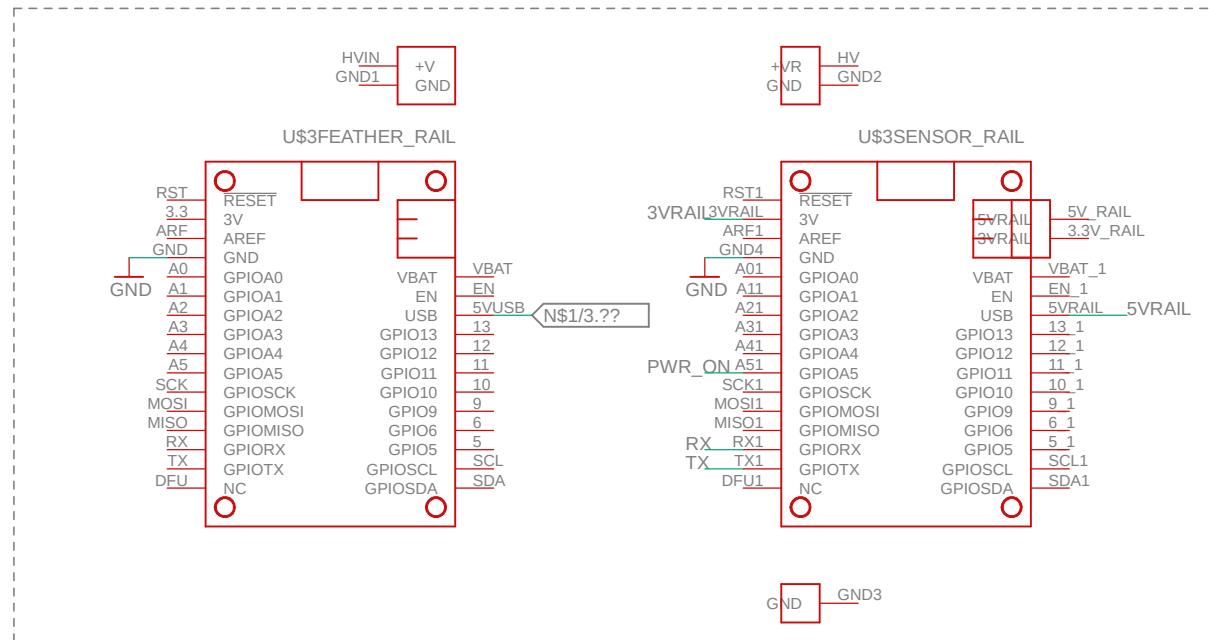 HVIN
+V
GND1
GND
HV
+VR
GND2
GND
U$3FEATHER_RAIL
RST
RESET
3.3
3V
ARF
AREF
GND
GND
GND
A0
GPIOA0
A1
GPIOA1
A2
GPIOA2
A3
GPIOA3
A4
GPIOA4
A5
GPIOA5
SCK
GPIOSCK
MOSI
GPIOMOSI
MISO
GPIOMISO
RX
GPIORX
TX
GPIOTX
DFU
NC
VBAT
VBAT
EN
EN
USB
5VUSB
N$1/3.??
GPIO13
13
GPIO12
12
GPIO11
11
GPIO10
10
GPIO9
9
GPIO6
6
GPIO5
5
GPIOSCL
SCL
GPIOSDA
SDA
U$3SENSOR_RAIL
RST1
RESET
3VRAIL
3VRAIL
3V
ARF1
AREF
GND4
GND
GND
A01
GPIOA0
A11
GPIOA1
A21
GPIOA2
A31
GPIOA3
A41
GPIOA4
PWR_ON
A51
GPIOA5
SCK1
GPIOSCK
MOSI1
GPIOMOSI
MISO1
GPIOMISO
RX
RX1
GPIORX
TX
TX1
GPIOTX
DFU1
NC
5VRAIL
5V_RAIL
3VRAIL
3.3V_RAIL
VBAT
VBAT_1
EN
EN_1
USB
5VRAIL
5VRAIL
GPIO13
13_1
GPIO12
12_1
GPIO11
11_1
GPIO10
10_1
GPIO9
9_1
GPIO6
6_1
GPIO5
5_1
GPIOSCL
SCL1
GPIOSDA
SDA1
GND
GND3